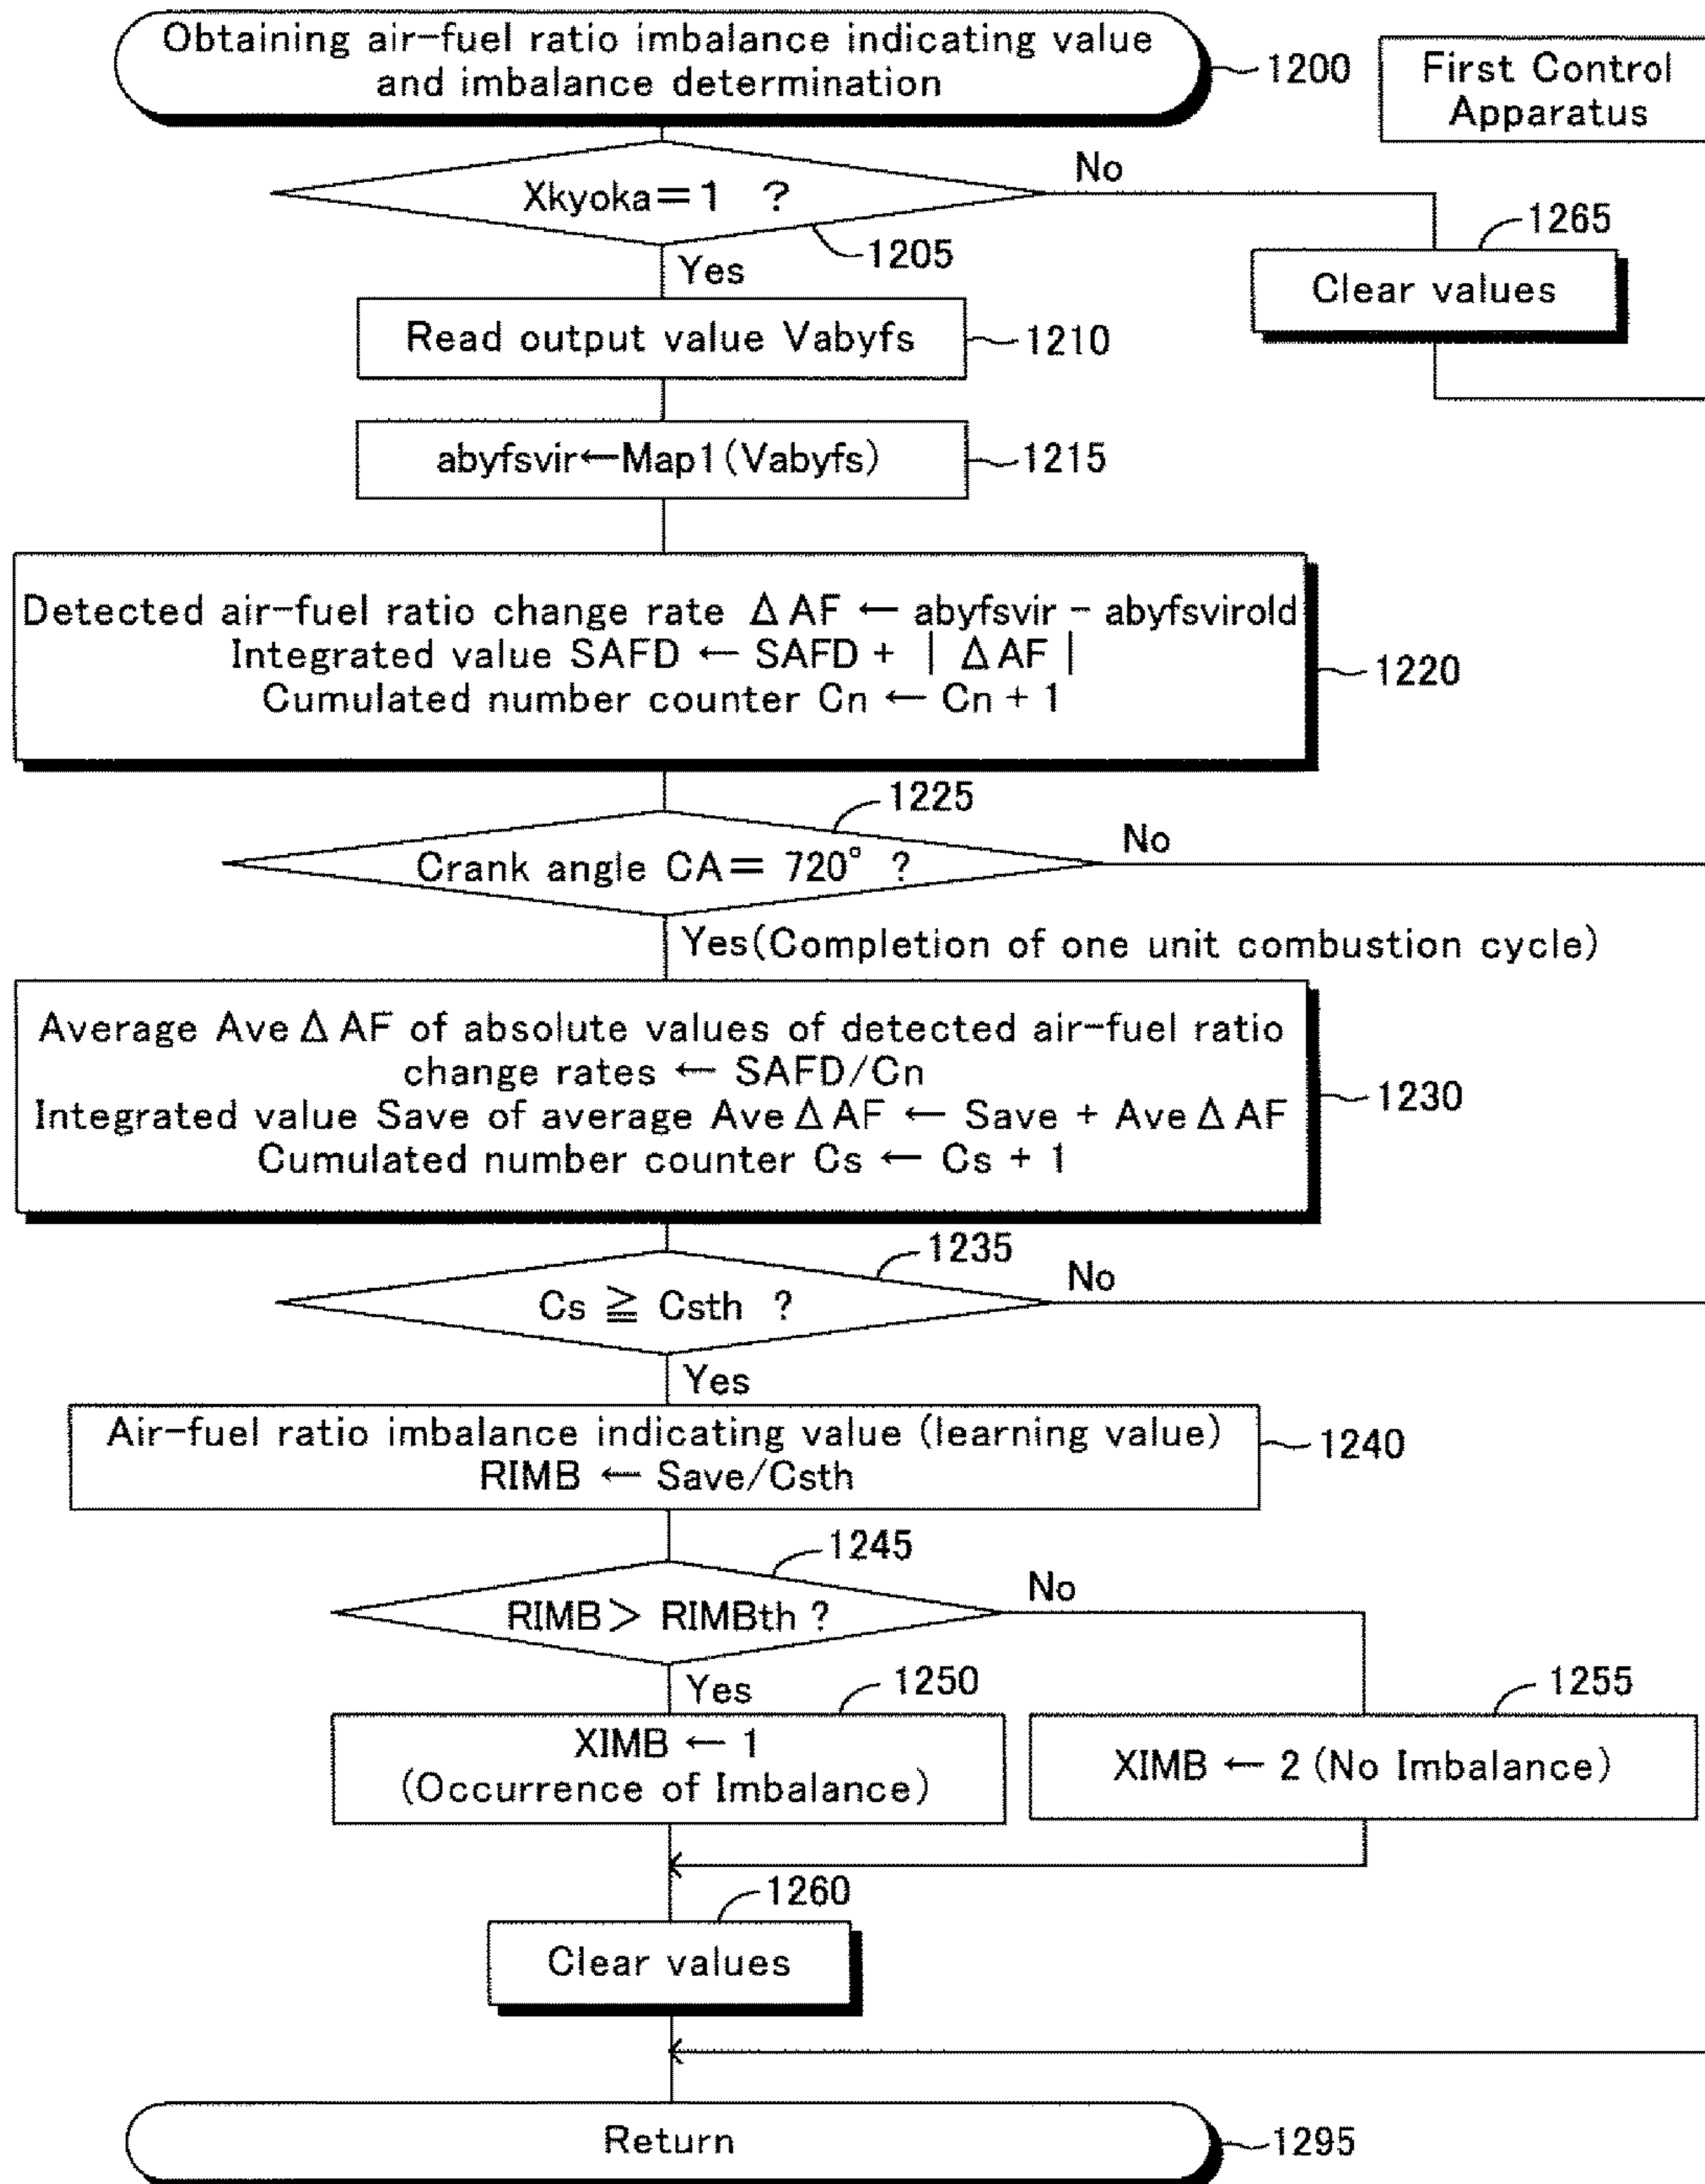 Obtaining air-fuel ratio imbalance indicating value
and imbalance determination
1200
First Control
Apparatus
Xkyoka=1 ?
No
1205
Yes
1265
Clear values
Read output value Vabyfs
1210
abyfsvir←Map1(Vabyfs)
1215
Detected air-fuel ratio change rate ΔAF ← abyfsvir - abyfsvirold
Integrated value SAFD ← SAFD + | ΔAF |
Cumulated number counter Cn ← Cn + 1
1220
1225
Crank angle CA= 720° ?
No
Yes(Completion of one unit combustion cycle)
Average AveΔAF of absolute values of detected air-fuel ratio
change rates ← SAFD/Cn
Integrated value Save of average AveΔAF ← Save + AveΔAF
Cumulated number counter Cs ← Cs + 1
1230
1235
Cs ≧ Csth ?
No
Yes
Air-fuel ratio imbalance indicating value (learning value)
RIMB ← Save/Csth
1240
1245
RIMB> RIMBth ?
No
Yes
1250
XIMB ← 1
(Occurrence of Imbalance)
1255
XIMB ← 2 (No Imbalance)
1260
Clear values
Return
1295